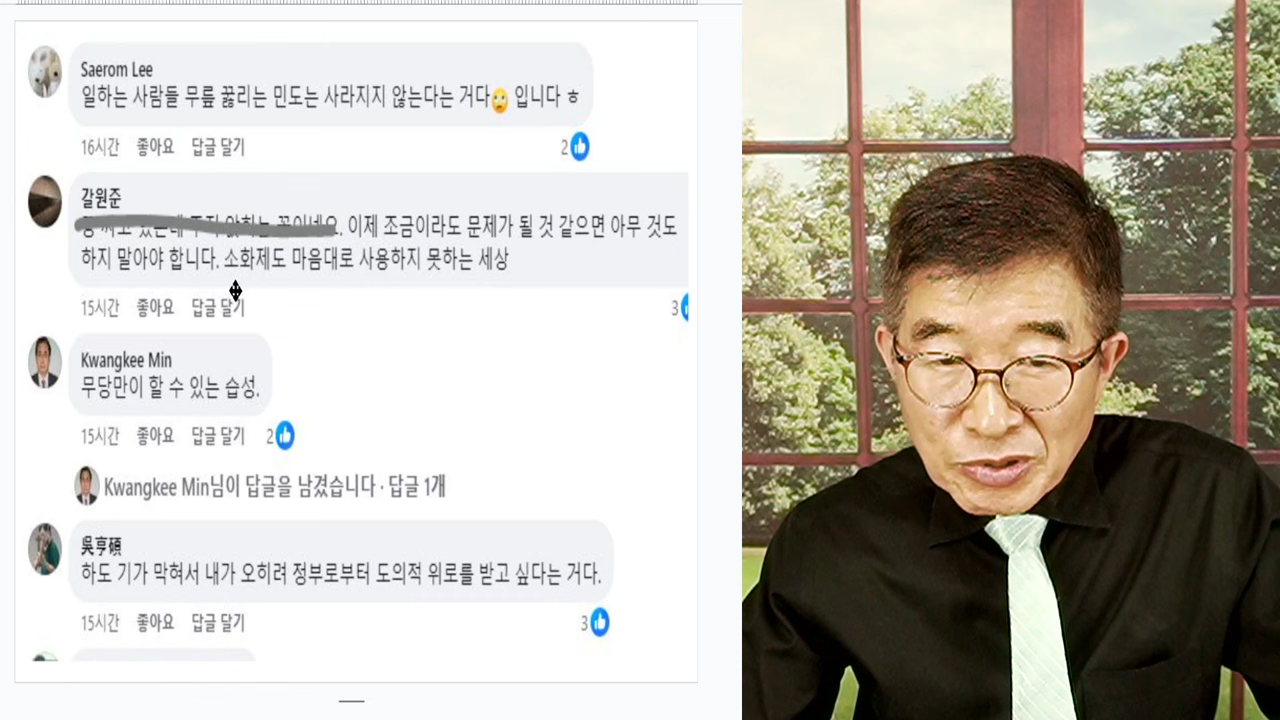 Saerom Lee
일하는 사람들 무릎 꿇리는 민도는 사라지지 않는다는 거다🙄 입니다 ㅎ
16시간 좋아요 답글 달기 2
갈원준
이제 조금이라도 문제가 될 것 같으면 아무 것도
하지 말아야 합니다. 소화제도 마음대로 사용하지 못하는 세상
15시간 좋아요 답글 달기 3
Kwangkee Min
무당만이 할 수 있는 습성.
15시간 좋아요 답글 달기 2
Kwangkee Min님이 답글을 남겼습니다 · 답글 1개
吳亨碩
하도 기가 막혀서 내가 오히려 정부로부터 도의적 위로를 받고 싶다는 거다.
15시간 좋아요 답글 달기 3